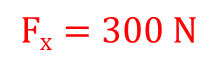 Fₓ = 300 N